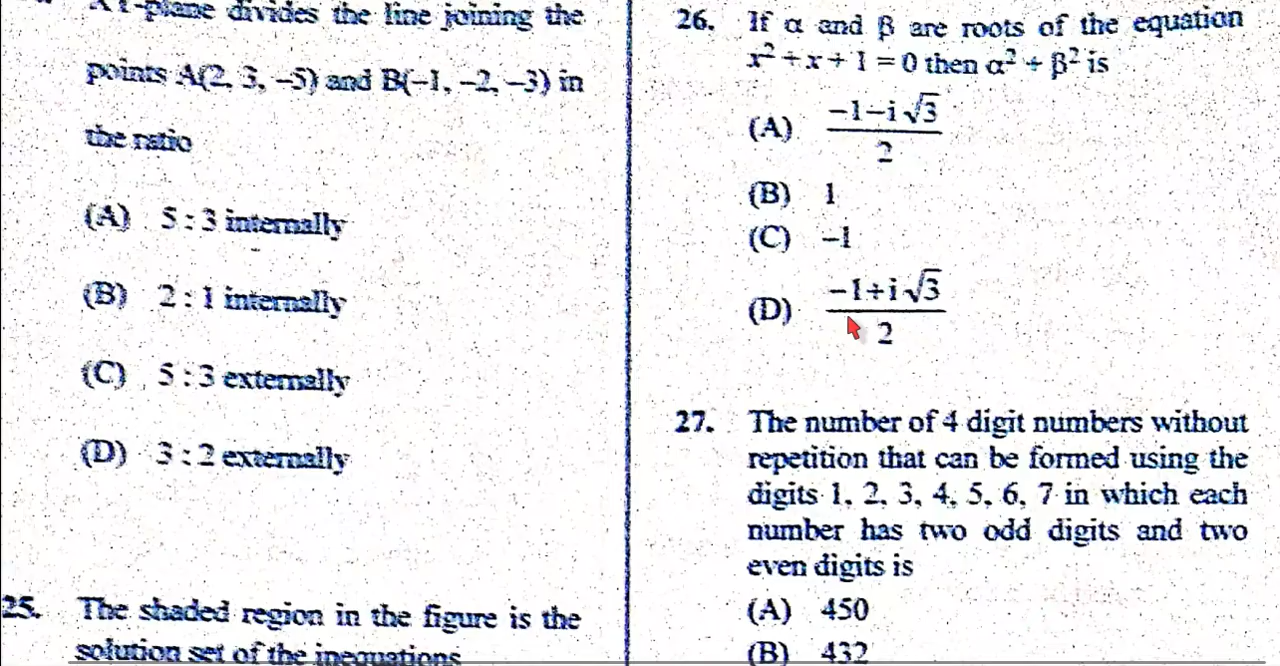 XY-plane divides the line joining the
points A(2, 3, –5) and B(–1, –2, –3) in
the ratio
(A) 5 : 3 internally
(B) 2 : 1 internally
(C) 5 : 3 externally
(D) 3 : 2 externally
25. The shaded region in the figure is the
solution set of the inequations
26. If α and β are roots of the equation
x² + x + 1 = 0 then α² + β² is
(A) (–1–i√3)/2
(B) 1
(C) –1
(D) (–1+i√3)/2
27. The number of 4 digit numbers without
repetition that can be formed using the
digits 1, 2, 3, 4, 5, 6, 7 in which each
number has two odd digits and two
even digits is
(A) 450
(B) 432